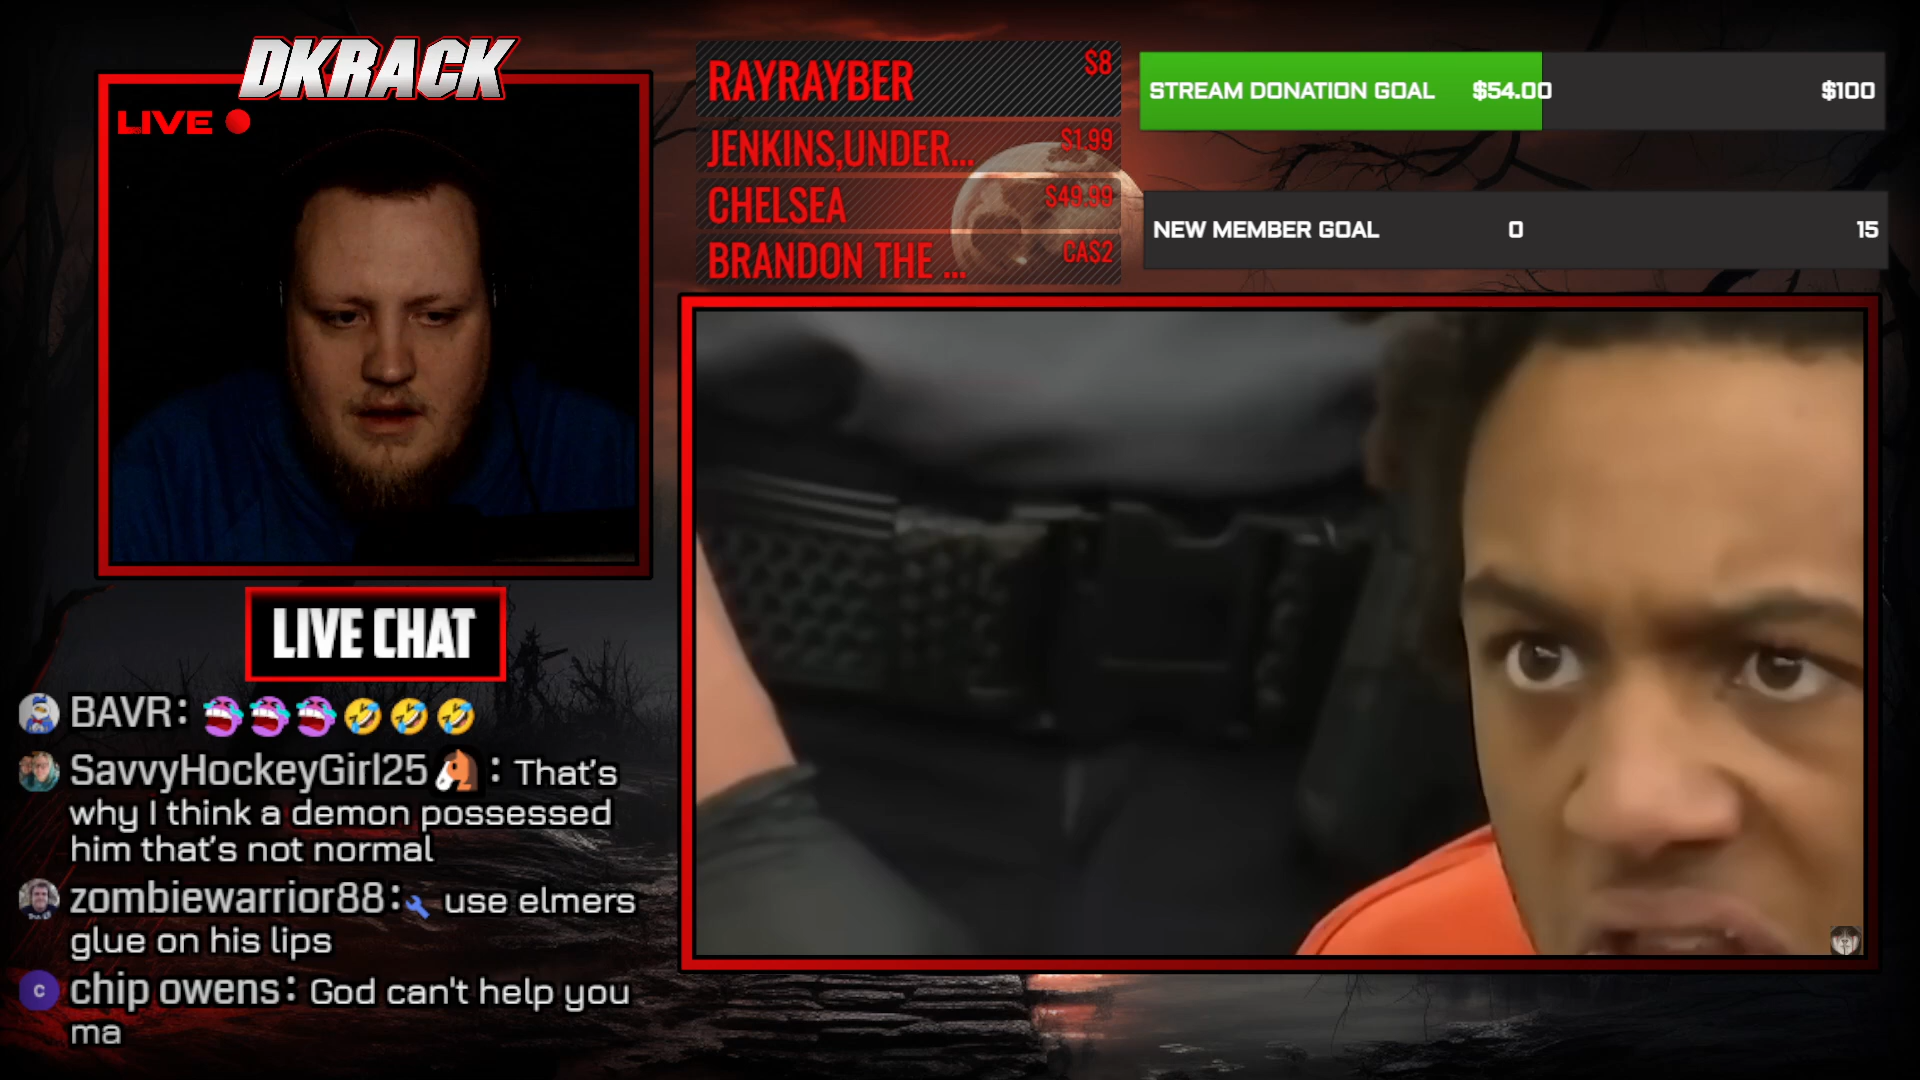 DKRACK
LIVE
RAYRAYBER $8
JENKINS,UNDER... $1.99
CHELSEA $49.99
BRANDON THE ... CA$2
STREAM DONATION GOAL $54.00 $100
NEW MEMBER GOAL 0 15
LIVE CHAT
BAVR: 🤣🤣🤣
SavvyHockeyGirl25🐴: That's
why I think a demon possessed
him that's not normal
zombiewarrior88:🔧 use elmers
glue on his lips
C chip owens: God can't help you
ma